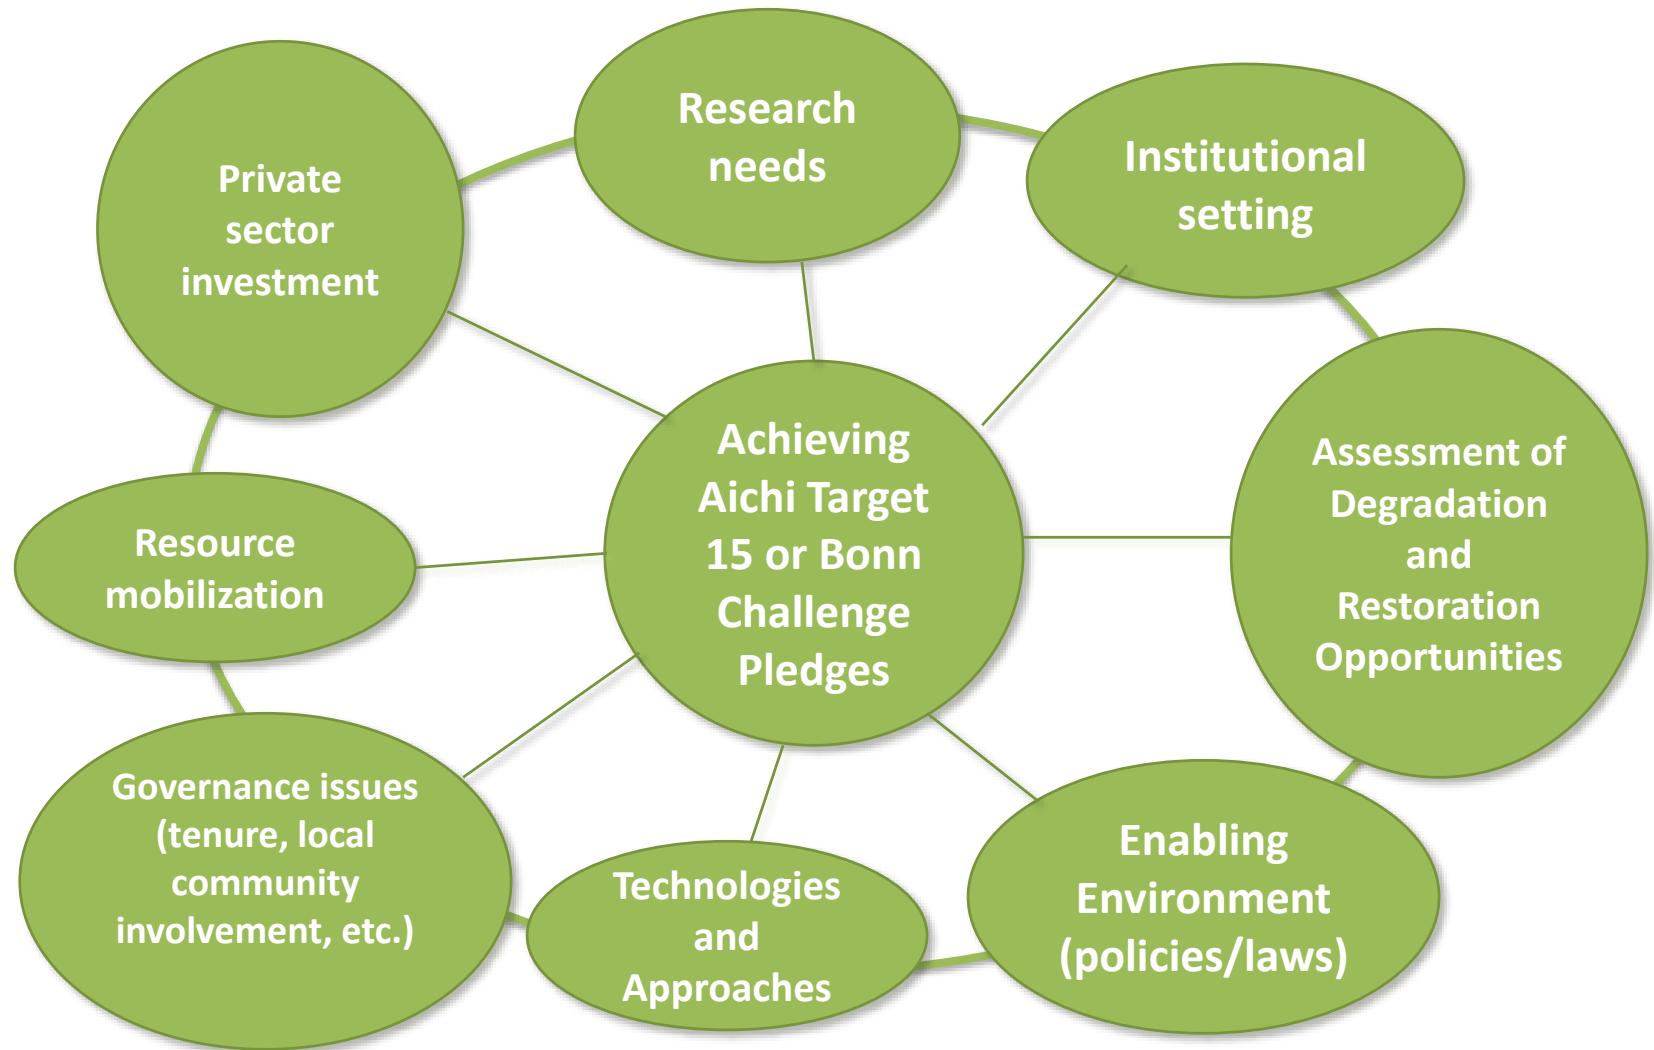 Research
needs
Institutional
setting
Private
sector
investment
Achieving
Aichi Target
15 or Bonn
Challenge
Pledges
Assessment of
Degradation
and
Restoration
Opportunities
Resource
mobilization
Governance issues
(tenure, local
community
involvement, etc.)
Technologies
and
Approaches
Enabling
Environment
(policies/laws)